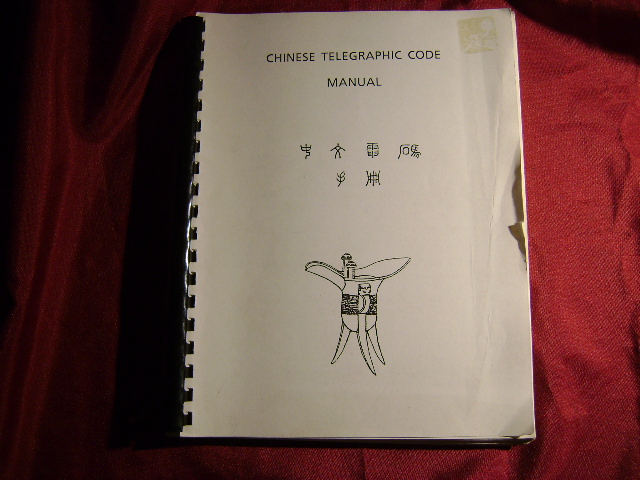 CHINESE TELEGRAPHIC CODE
MANUAL
中文電碼
手冊